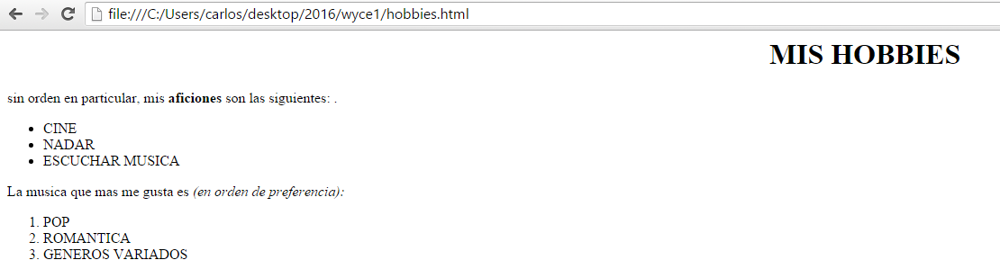 file:///C:/Users/carlos/desktop/2016/wyce1/hobbies.html
MIS HOBBIES
sin orden en particular, mis aficiones son las siguientes: .
• CINE
• NADAR
• ESCUCHAR MUSICA
La musica que mas me gusta es (en orden de preferencia):
1. POP
2. ROMANTICA
3. GENEROS VARIADOS